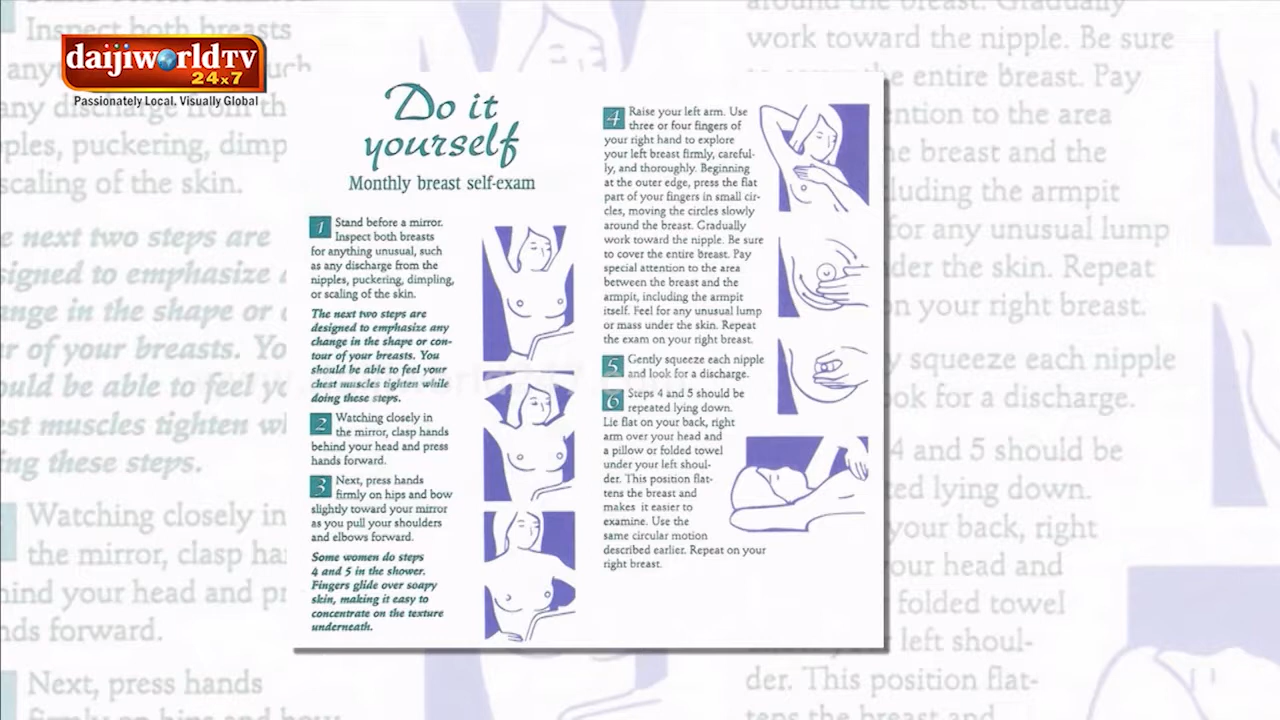 daijiworldTV
24x7
Passionately Local. Visually Global
Do it
yourself
Monthly breast self-exam
1 Stand before a mirror.
Inspect both breasts
for anything unusual, such
as any discharge from the
nipples, puckering, dimpling,
or scaling of the skin.
The next two steps are
designed to emphasize any
change in the shape or con-
tour of your breasts. You
should be able to feel your
chest muscles tighten while
doing these steps.
2 Watching closely in
the mirror, clasp hands
behind your head and press
hands forward.
3 Next, press hands
firmly on hips and bow
slightly toward your mirror
as you pull your shoulders
and elbows forward.
Some women do steps
4 and 5 in the shower.
Fingers glide over soapy
skin, making it easy to
concentrate on the texture
underneath.
4 Raise your left arm. Use
three or four fingers of
your right hand to explore
your left breast firmly, careful-
ly, and thoroughly. Beginning
at the outer edge, press the flat
part of your fingers in small cir-
cles, moving the circles slowly
around the breast. Gradually
work toward the nipple. Be sure
to cover the entire breast. Pay
special attention to the area
between the breast and the
armpit, including the armpit
itself. Feel for any unusual lump
or mass under the skin. Repeat
the exam on your right breast.
5 Gently squeeze each nipple
and look for a discharge.
6 Steps 4 and 5 should be
repeated lying down.
Lie flat on your back, right
arm over your head and
a pillow or folded towel
under your left shoul-
der. This position flat-
tens the breast and
makes it easier to
examine. Use the
same circular motion
described earlier. Repeat on your
right breast.